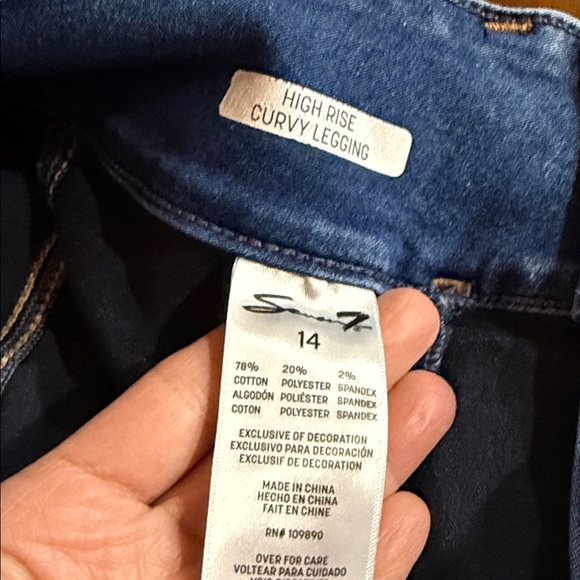 HIGH RISE
CURVY LEGGING
Seven7
14
78% 20% 2%
COTTON POLYESTER SPANDEX
ALGODÓN POLIÉSTER SPANDEX
COTON POLYESTER SPANDEX
EXCLUSIVE OF DECORATION
EXCLUSIVO PARA DECORACIÓN
EXCLUSIF DE DECORATION
MADE IN CHINA
HECHO EN CHINA
FAIT EN CHINE
RN# 109890
OVER FOR CARE
VOLTEAR PARA CUIDADO